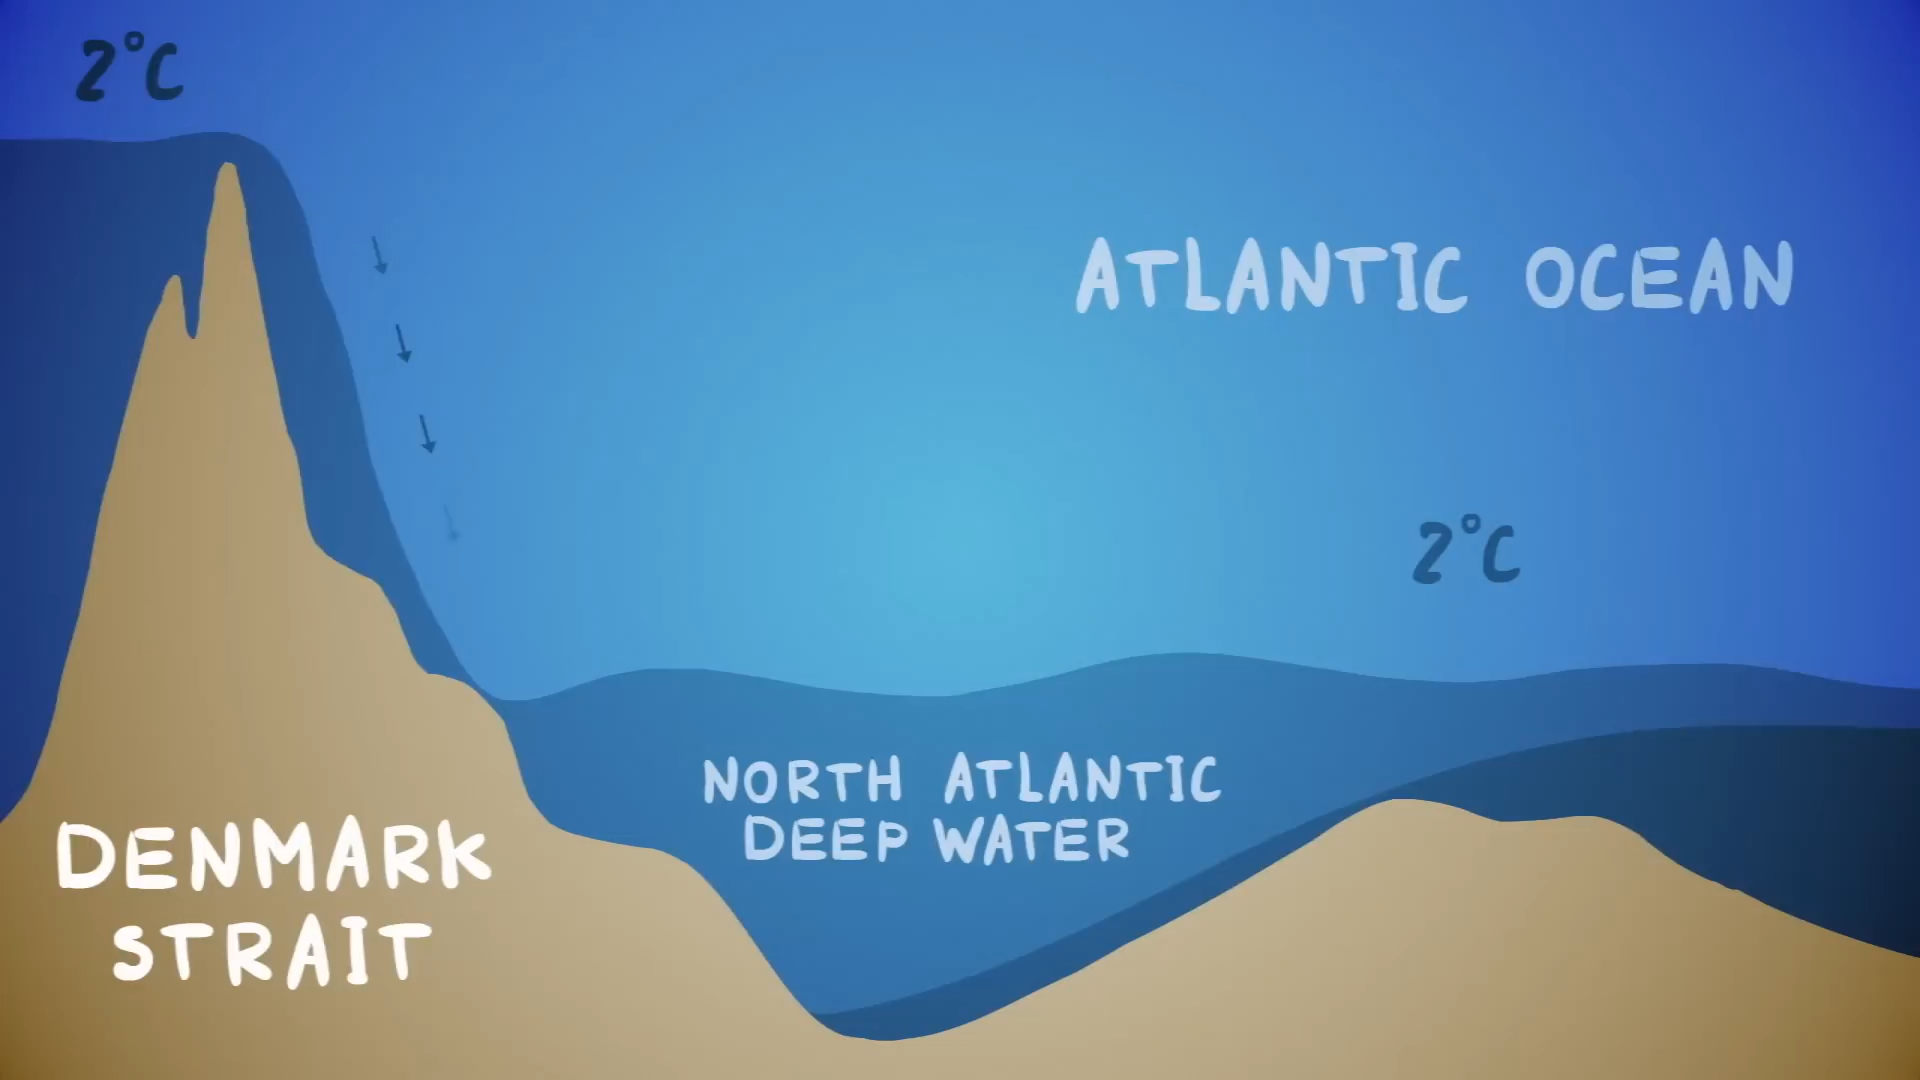 2°C
ATLANTIC OCEAN
2°C
NORTH ATLANTIC
DEEP WATER
DENMARK
STRAIT